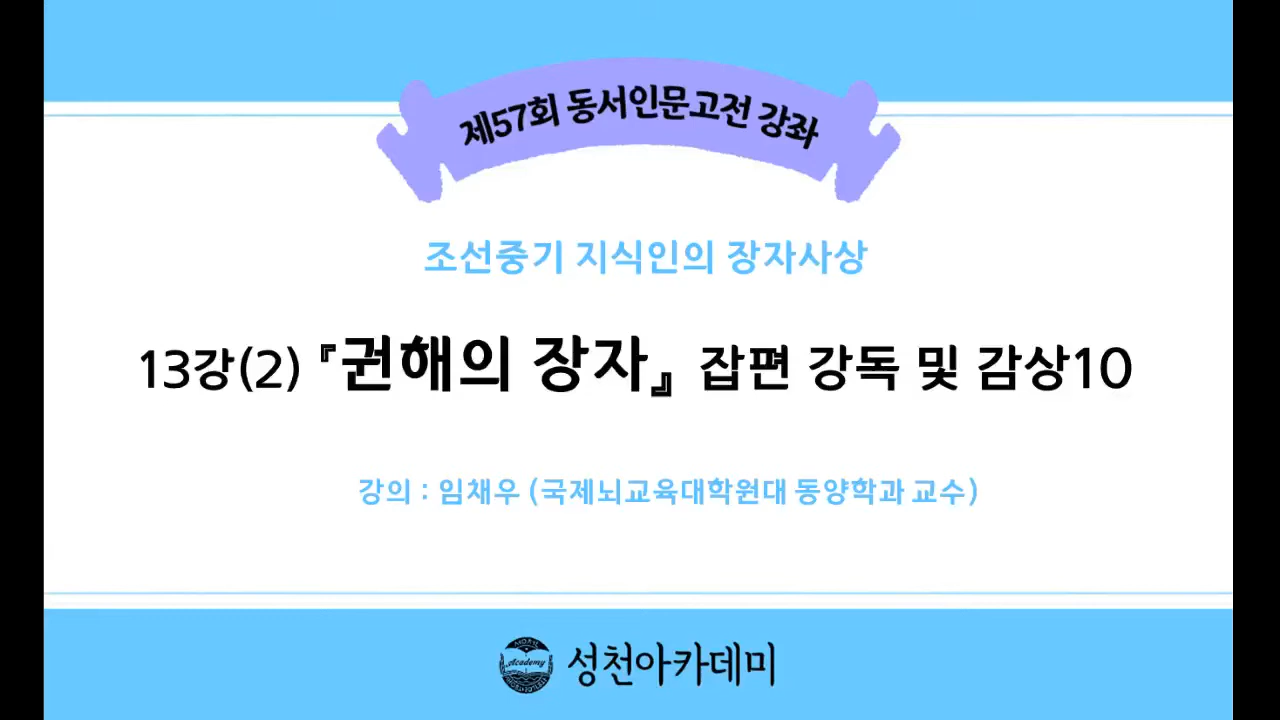 제57회 동서인문고전 강좌
조선중기 지식인의 장자사상
13강(2) 『권해의 장자』 잡편 강독 및 감상10
강의 : 임채우 (국제뇌교육대학원대 동양학과 교수)
Academy
성천아카데미